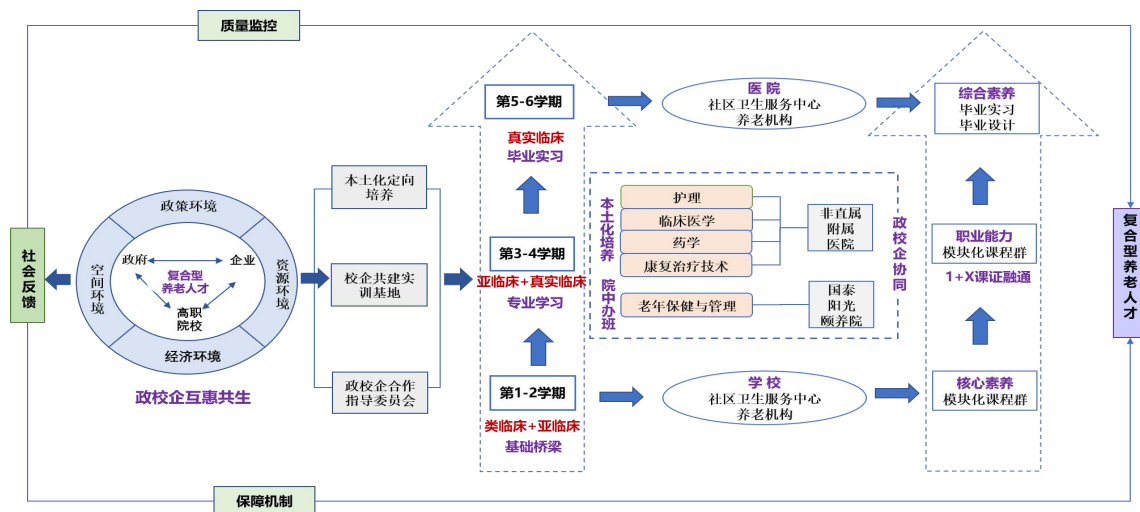 质量监控
社会反馈
政策环境
空间环境
资源环境
经济环境
政府
企业
复合型
养老人才
高职
院校
政校企互惠共生
本土化定向
培养
校企共建实
训基地
政校企合作
指导委员会
第5-6学期
真实临床
毕业实习
第3-4学期
亚临床+真实临床
专业学习
第1-2学期
类临床+亚临床
基础桥梁
医院
社区卫生服务中心
养老机构
本土化培养
护理
临床医学
药学
康复治疗技术
非直属
附属
医院
院中办班
老年保健与管理
国泰
阳光
颐养院
政校企协同
学校
社区卫生服务中心
养老机构
综合素养
毕业实习
毕业设计
职业能力
模块化课程群
1+X课证融通
核心素养
模块化课程群
复合型养老人才
保障机制